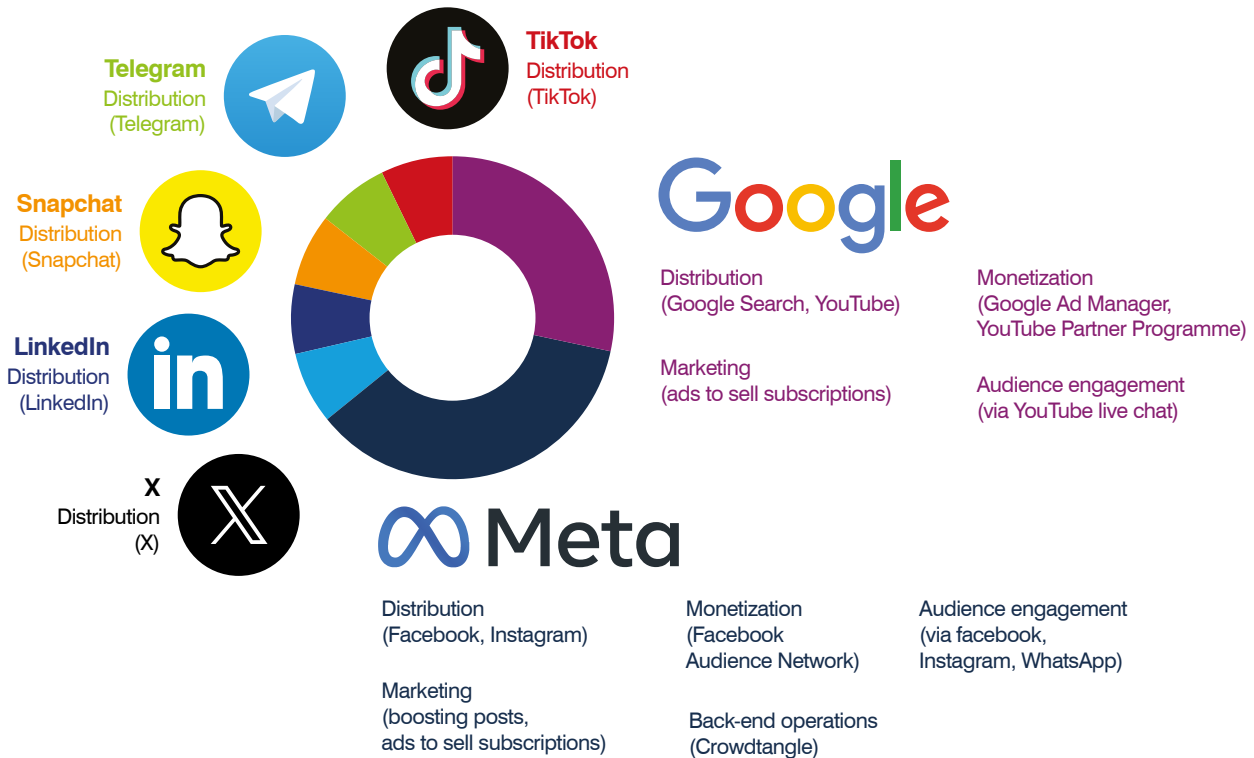 TikTok
Distribution
(TikTok)
Telegram
Distribution
(Telegram)
Snapchat
Distribution
(Snapchat)
LinkedIn
Distribution
(LinkedIn)
in
X
Distribution
(X)
X
Google
Distribution
(Google Search, YouTube)
Marketing
(ads to sell subscriptions)
Monetization
(Google Ad Manager,
YouTube Partner Programme)
Audience engagement
(via YouTube live chat)
Meta
Distribution
(Facebook, Instagram)
Marketing
(boosting posts,
ads to sell subscriptions)
Monetization
(Facebook
Audience Network)
Back-end operations
(Crowdtangle)
Audience engagement
(via facebook,
Instagram, WhatsApp)